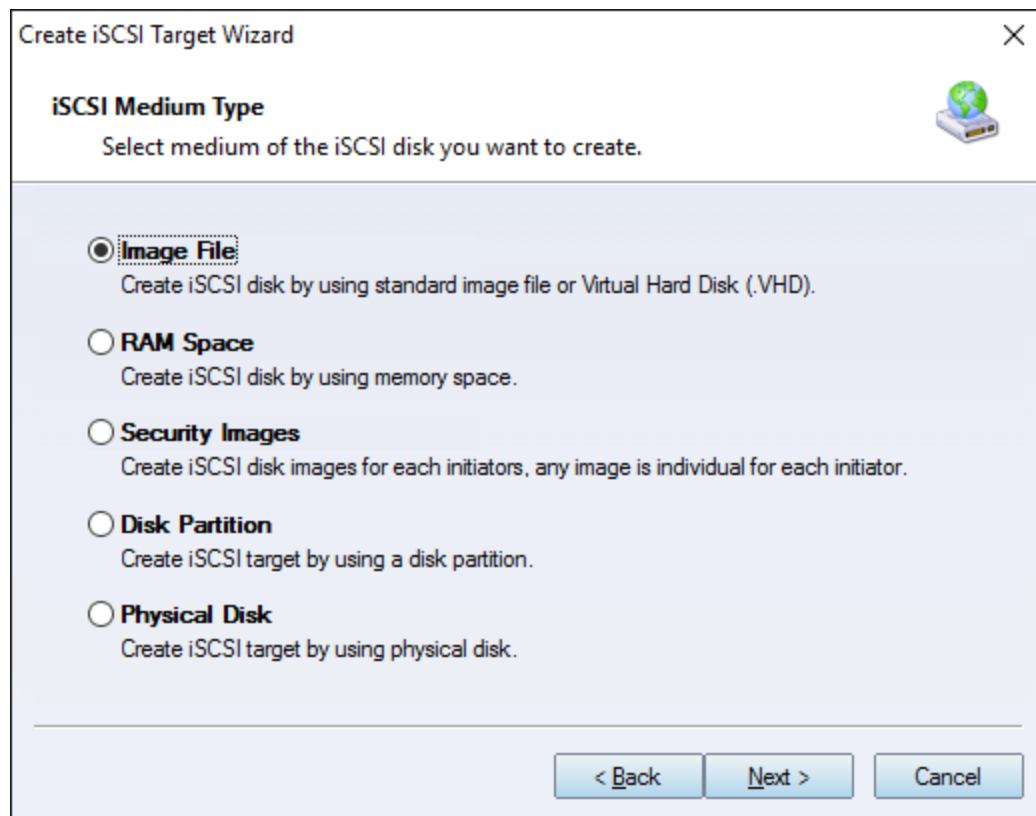 Create iSCSI Target Wizard
iSCSI Medium Type
Select medium of the iSCSI disk you want to create.
Image File
Create iSCSI disk by using standard image file or Virtual Hard Disk (.VHD).
RAM Space
Create iSCSI disk by using memory space.
Security Images
Create iSCSI disk images for each initiators, any image is individual for each initiator.
Disk Partition
Create iSCSI target by using a disk partition.
Physical Disk
Create iSCSI target by using physical disk.
< Back Next > Cancel